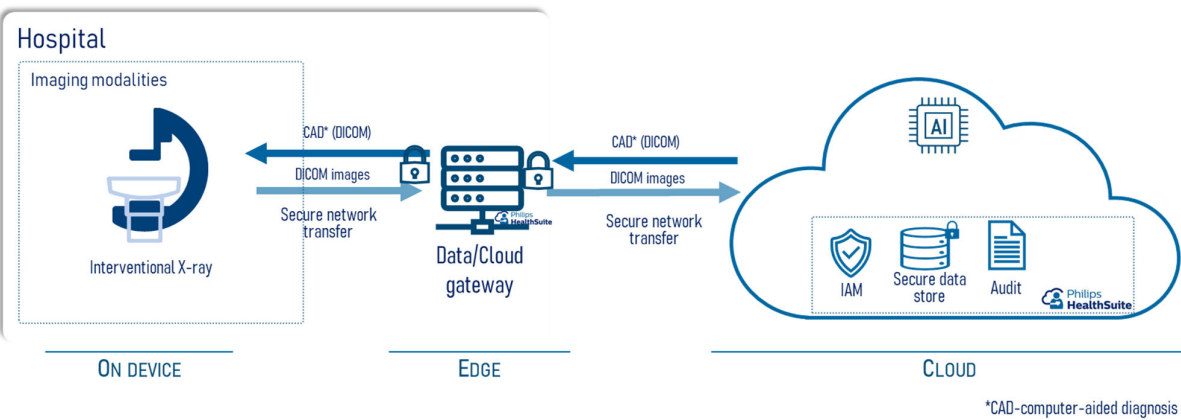 Hospital
Imaging modalities
Interventional X-ray
CAD* (DICOM)
DICOM images
Secure network
transfer
Philips
HealthSuite
Data/Cloud
gateway
CAD* (DICOM)
DICOM images
Secure network
transfer
AI
IAM
Secure data
store
Audit
Philips
HealthSuite
ON DEVICE
EDGE
CLOUD
*CAD-computer-aided diagnosis